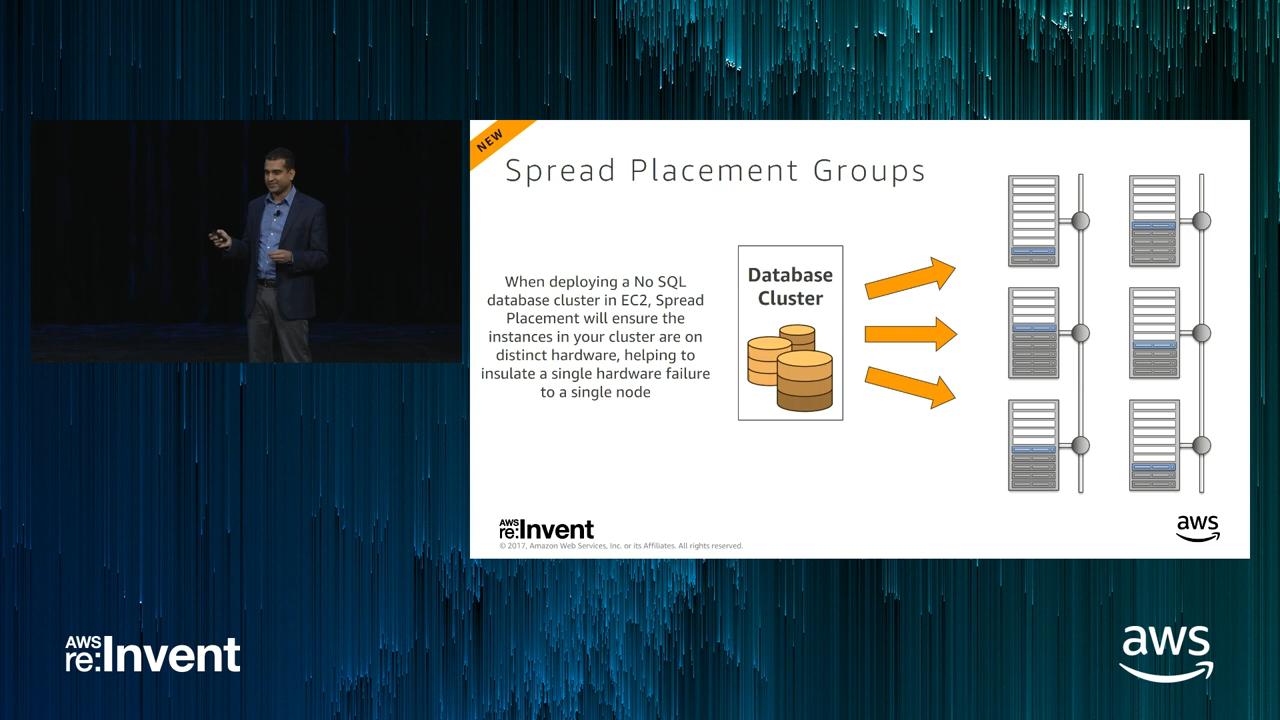 NEW
Spread Placement Groups
When deploying a No SQL
database cluster in EC2, Spread
Placement will ensure the
instances in your cluster are on
distinct hardware, helping to
insulate a single hardware failure
to a single node
Database
Cluster
AWS
re:Invent
© 2017, Amazon Web Services, Inc. or its Affiliates. All rights reserved.
aws
AWS
re:Invent
aws